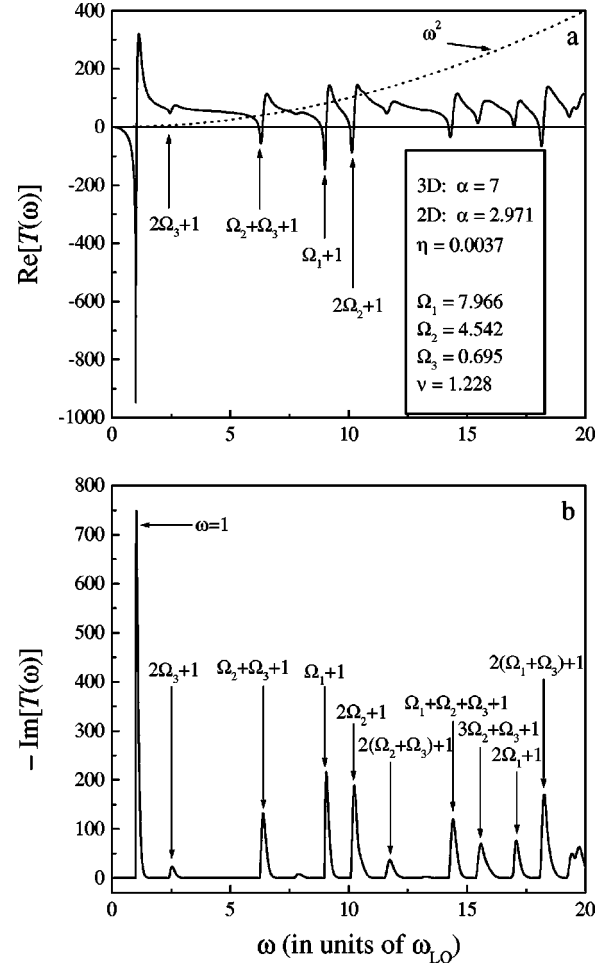 400
200
0
-200
-400
-600
-800
-1000
Re[T(ω)]
a
ω²
2Ω₃+1
Ω₂+Ω₃+1
Ω₁+1
2Ω₂+1
3D: α = 7
2D: α = 2.971
η = 0.0037
Ω₁ = 7.966
Ω₂ = 4.542
Ω₃ = 0.695
ν = 1.228
0 5 10 15 20
800
700
600
500
400
300
200
100
0
−Im[T(ω)]
b
ω=1
2Ω₃+1
Ω₂+Ω₃+1
Ω₁+1
2Ω₂+1
2(Ω₂+Ω₃)+1
Ω₁+Ω₂+Ω₃+1
3Ω₂+Ω₃+1
2Ω₁+1
2(Ω₁+Ω₃)+1
0 5 10 15 20
ω (in units of ω_LO)